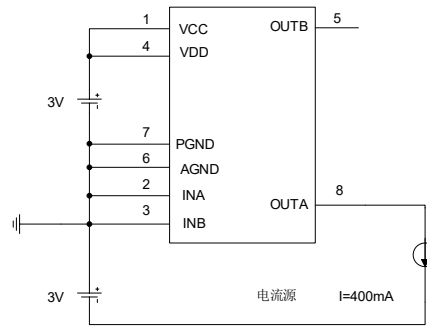 1 VCC OUTB 5
4 VDD
3V + -
7 PGND
6 AGND
2 INA
OUTA 8
3 INB
3V + -
电流源 I=400mA